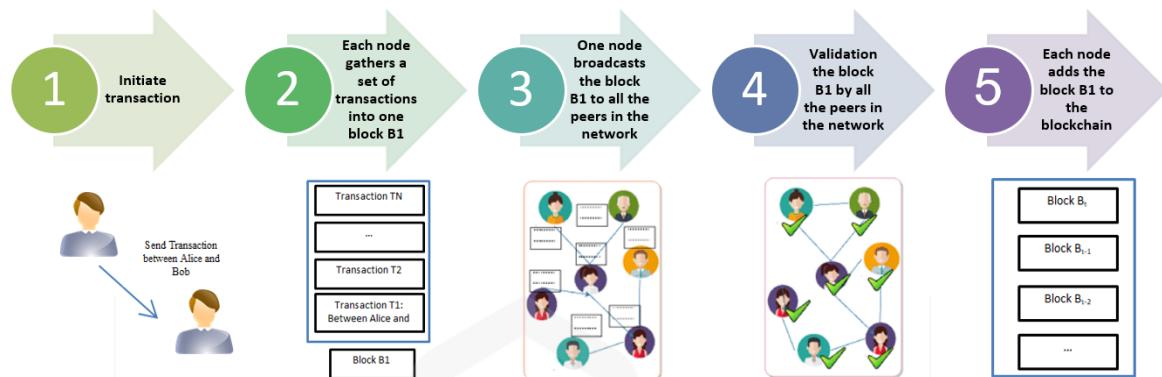 1
Initiate
transaction
2
Each node
gathers a
set of
transactions
into one
block B1
3
One node
broadcasts
the block
B1 to all the
peers in the
network
4
Validation
the block
B1 by all
the peers in
the network
5
Each node
adds the
block B1 to
the
blockchain
Send Transaction
between Alice and
Bob
Transaction TN
...
Transaction T2
Transaction T1:
Between Alice and
Block B1
Block Bₜ
Block Bₜ₋₁
Block Bₜ₋₂
...